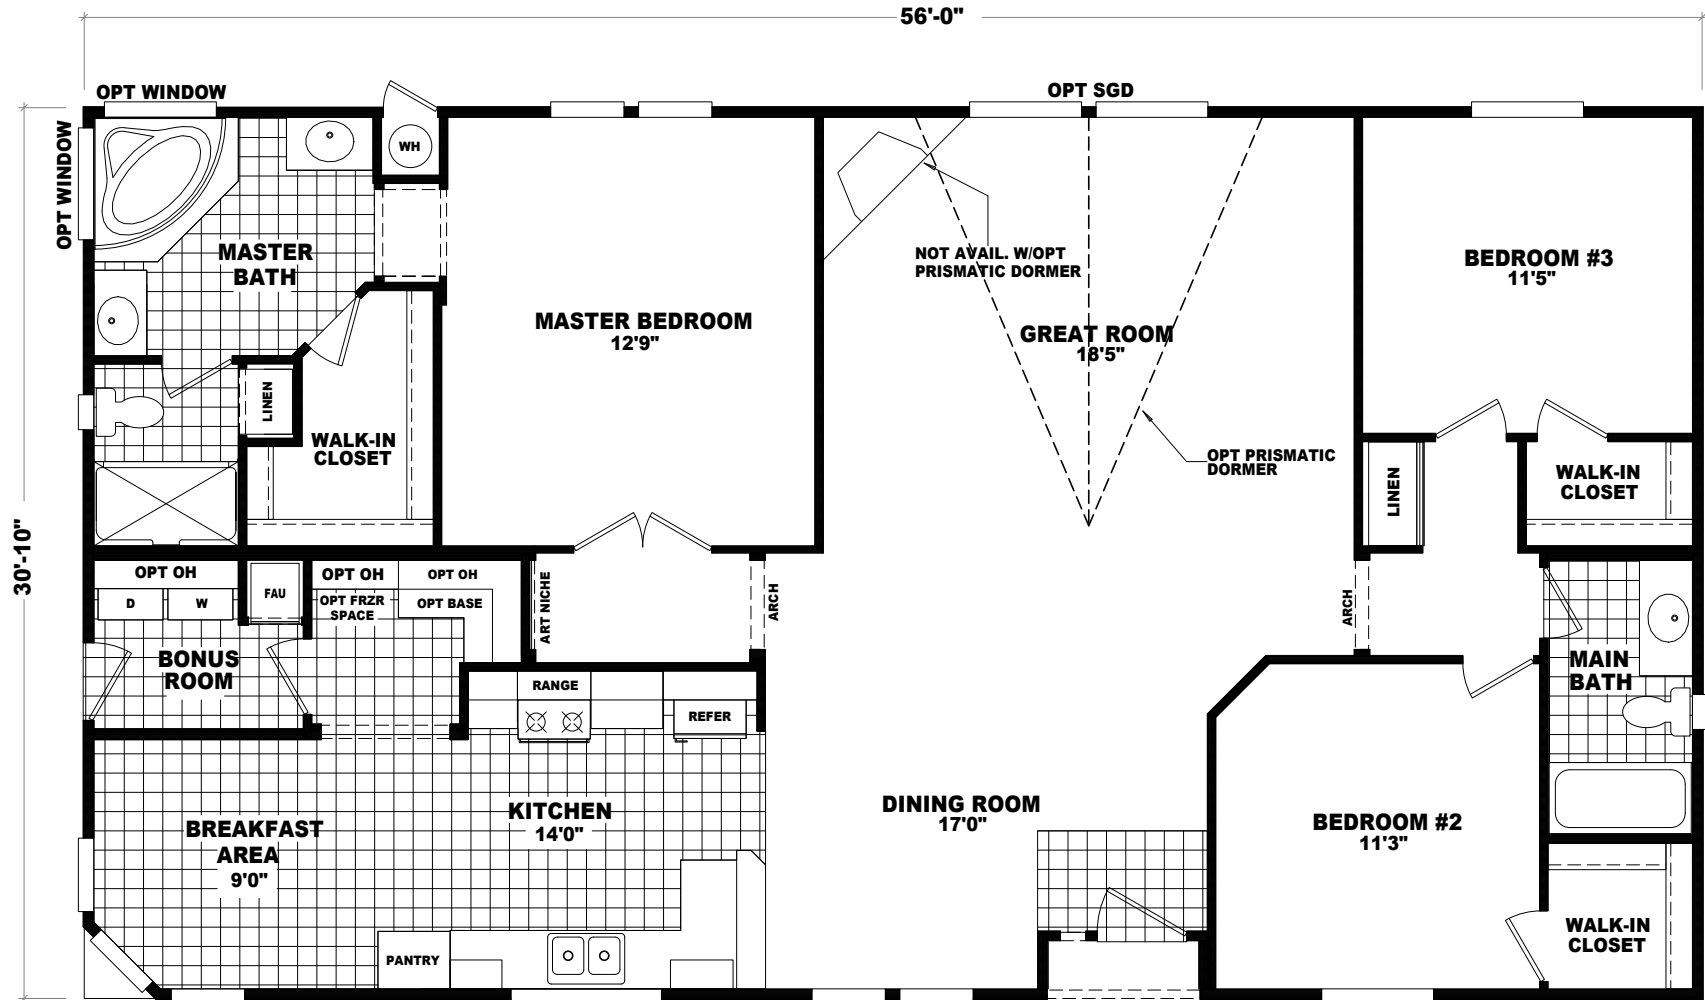 56'-0"
OPT WINDOW
OPT SGD
OPT WINDOW
WH
MASTER
BATH
NOT AVAIL. W/OPT
PRISMATIC DORMER
BEDROOM #3
11'5"
MASTER BEDROOM
12'9"
GREAT ROOM
18'5"
LINEN
WALK-IN
CLOSET
OPT PRISMATIC
DORMER
LINEN
WALK-IN
CLOSET
30'-10"
OPT OH
FAU
OPT OH
OPT OH
D
W
OPT FRZR
SPACE
OPT BASE
ART NICHE
ARCH
ARCH
BONUS
ROOM
MAIN
BATH
RANGE
REFER
KITCHEN
14'0"
DINING ROOM
17'0"
BREAKFAST
AREA
9'0"
BEDROOM #2
11'3"
PANTRY
WALK-IN
CLOSET